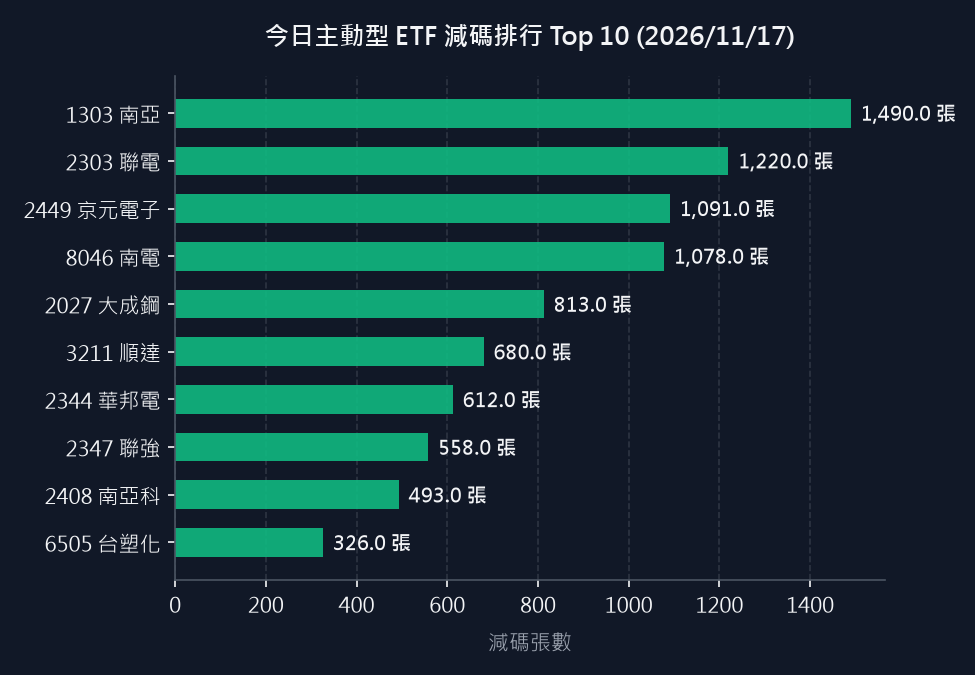 今日主動型 ETF 減碼排行 Top 10 (2026/11/17)
1303 南亞 1,490.0 張
2303 聯電 1,220.0 張
2449 京元電子 1,091.0 張
8046 南電 1,078.0 張
2027 大成鋼 813.0 張
3211 順達 680.0 張
2344 華邦電 612.0 張
2347 聯強 558.0 張
2408 南亞科 493.0 張
6505 台塑化 326.0 張
0 200 400 600 800 1000 1200 1400
減碼張數